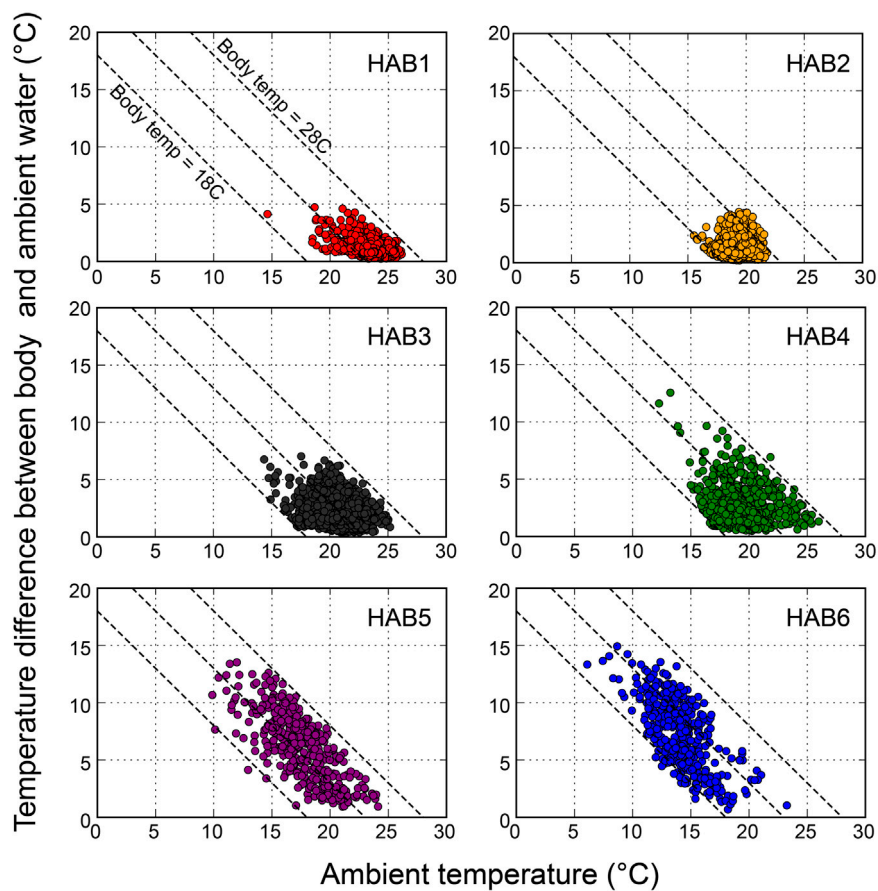 Temperature difference between body and ambient water (°C)
20
15
10
5
0
0 5 10 15 20 25 30
HAB1
Body temp = 28C
Body temp = 18C
20
15
10
5
0
0 5 10 15 20 25 30
HAB2
20
15
10
5
0
0 5 10 15 20 25 30
HAB3
20
15
10
5
0
0 5 10 15 20 25 30
HAB4
20
15
10
5
0
0 5 10 15 20 25 30
HAB5
20
15
10
5
0
0 5 10 15 20 25 30
HAB6
Ambient temperature (°C)